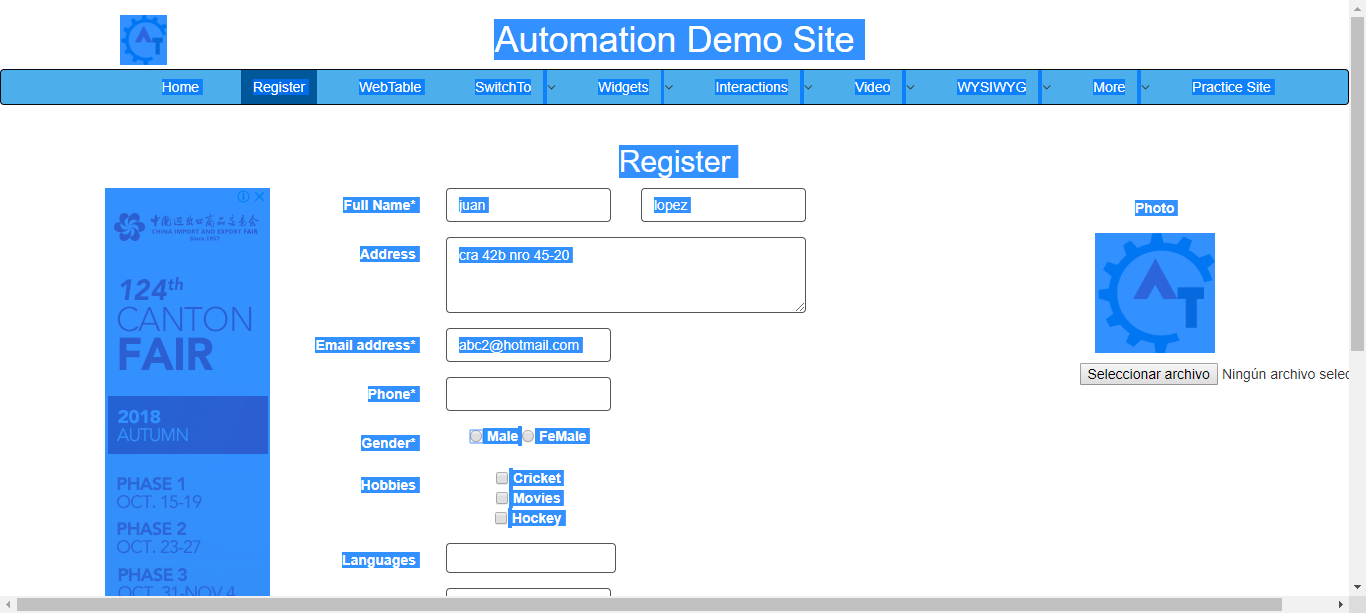 AT
Automation Demo Site
Home Register WebTable SwitchTo Widgets Interactions Video WYSIWYG More Practice Site
Register
中国进出口商品交易会
CHINA IMPORT AND EXPORT FAIR
Since 1957
124th
CANTON
FAIR
2018
AUTUMN
PHASE 1
OCT. 15-19
PHASE 2
OCT. 23-27
PHASE 3
OCT. 31-NOV 4
Full Name* juan lopez
Address cra 42b nro 45-20
Email address* abc2@hotmail.com
Phone*
Gender* Male FeMale
Hobbies Cricket
Movies
Hockey
Languages
Photo
AT
Seleccionar archivo Ningún archivo selec